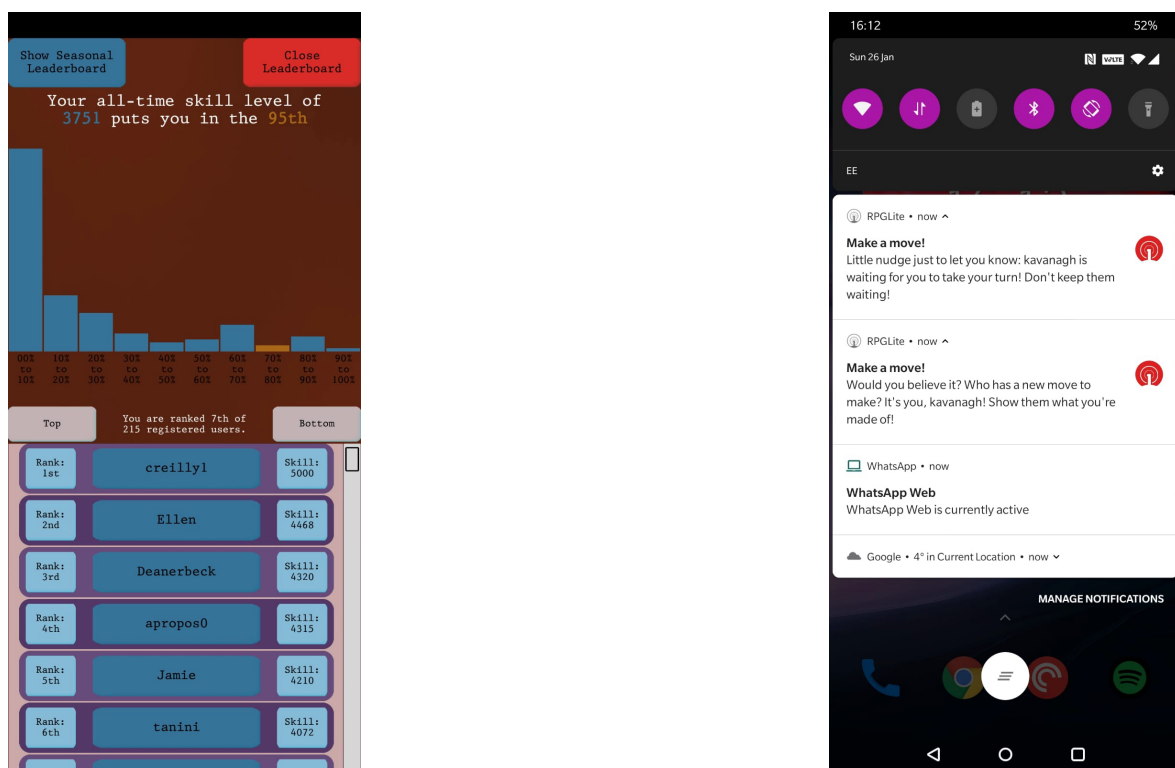 Show Seasonal
Leaderboard
Close
Leaderboard
Your all-time skill level of
3751 puts you in the 95th
00% to 10%
10% to 20%
20% to 30%
30% to 40%
40% to 50%
50% to 60%
60% to 70%
70% to 80%
80% to 90%
90% to 100%
Top
You are ranked 7th of
215 registered users.
Bottom
Rank:
1st
creilly1
Skill:
5000
Rank:
2nd
Ellen
Skill:
4468
Rank:
3rd
Deanerbeck
Skill:
4320
Rank:
4th
apropos0
Skill:
4315
Rank:
5th
Jamie
Skill:
4210
Rank:
6th
tanini
Skill:
4072
16:12
52%
Sun 26 Jan
VoLTE
EE
RPGLite • now
Make a move!
Little nudge just to let you know: kavanagh is
waiting for you to take your turn! Don't keep them
waiting!
RPGLite • now
Make a move!
Would you believe it? Who has a new move to
make? It's you, kavanagh! Show them what you're
made of!
WhatsApp • now
WhatsApp Web
WhatsApp Web is currently active
Google • 4° in Current Location • now
MANAGE NOTIFICATIONS